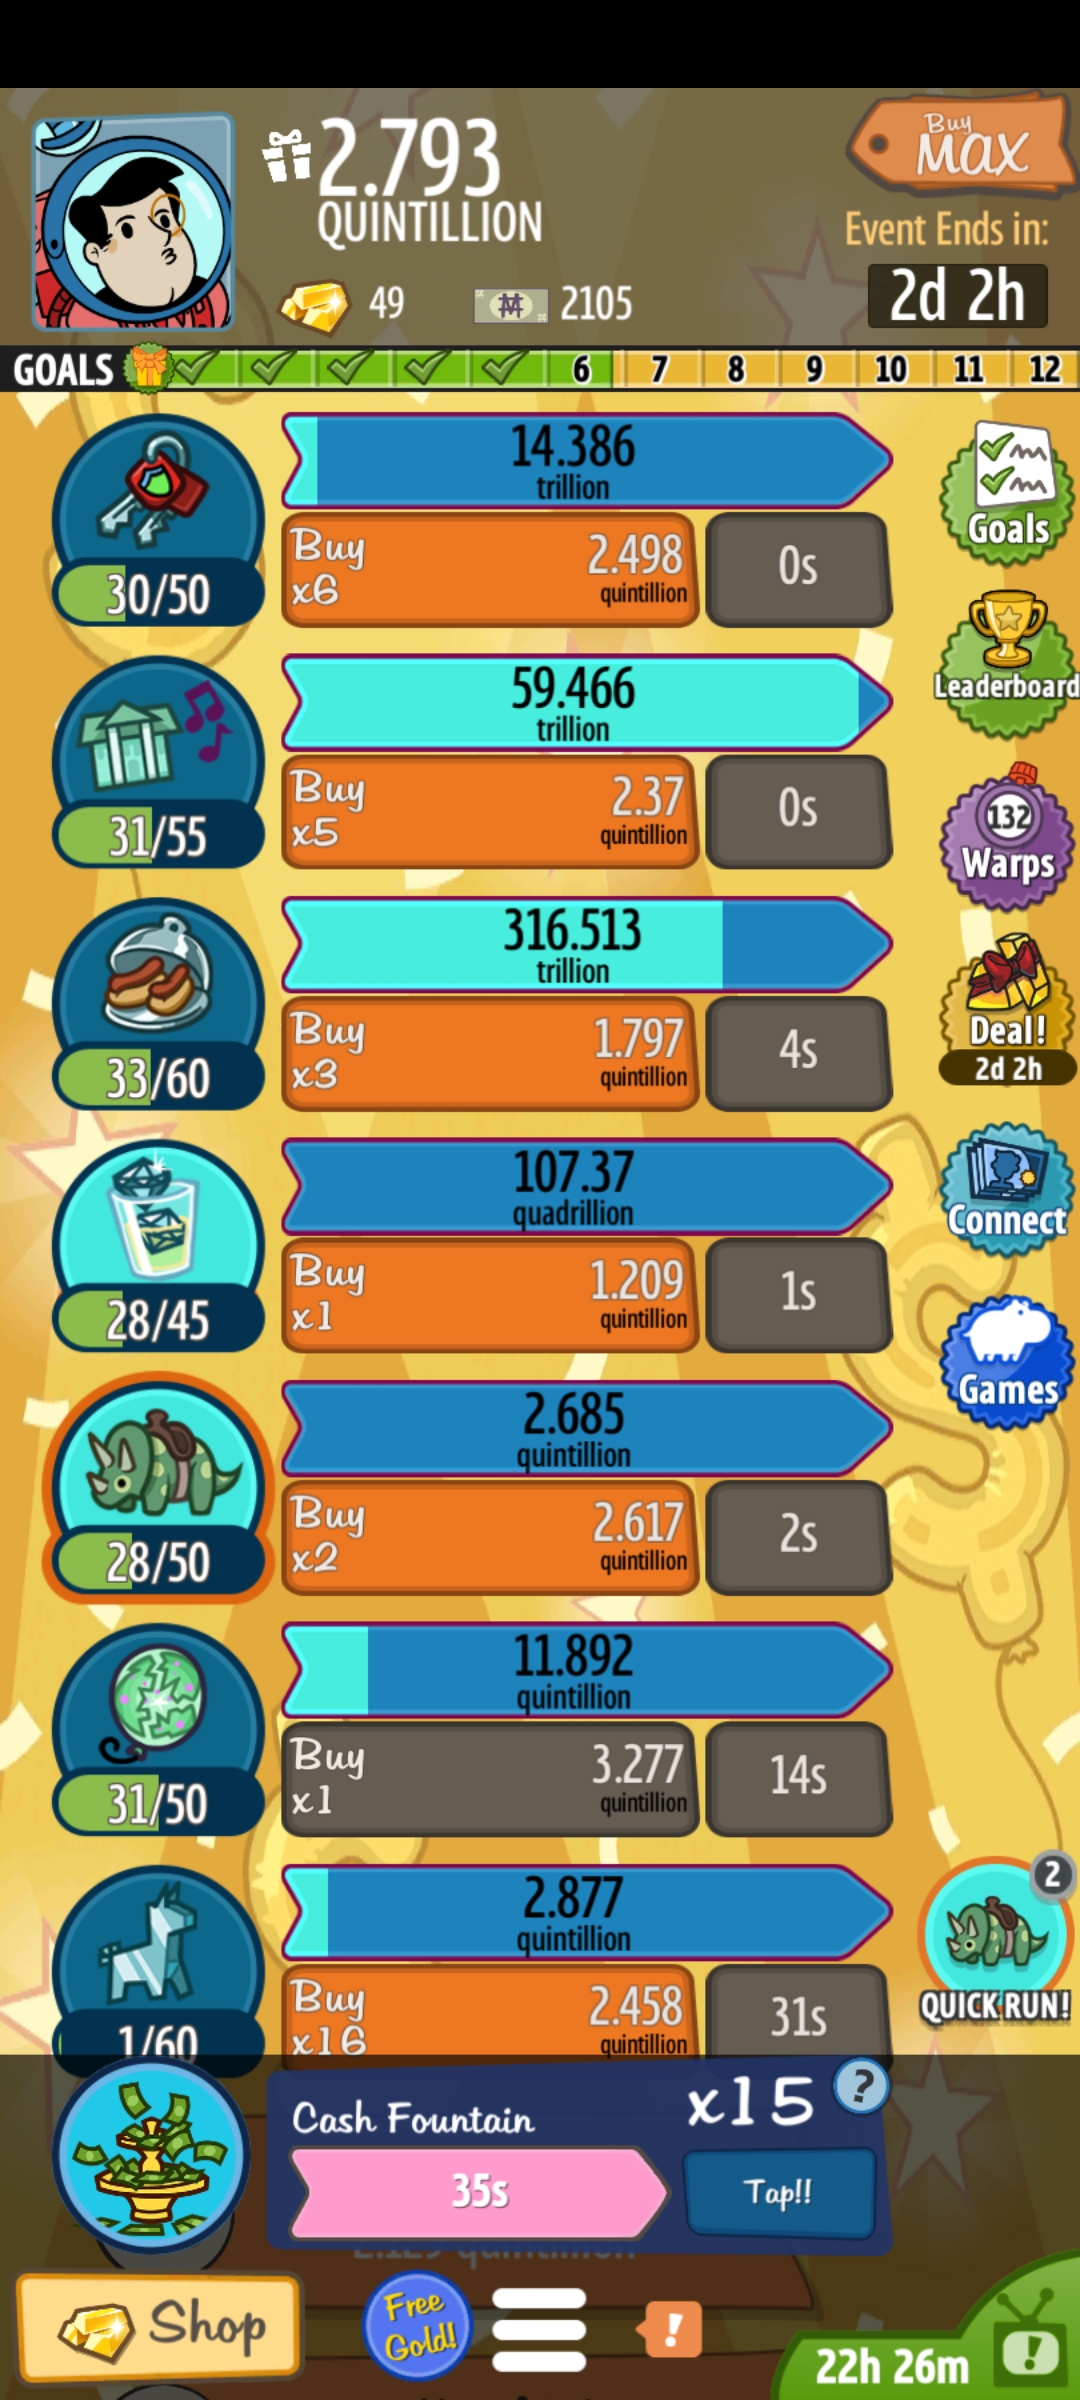 2.793
QUINTILLION
Buy
MAX
Event Ends in:
2d 2h
49
2105
GOALS
6 7 8 9 10 11 12
14.386
trillion
Buy
x6
2.498
quintillion
0s
30/50
Goals
59.466
trillion
Buy
x5
2.37
quintillion
0s
31/55
Leaderboard
316.513
trillion
Buy
x3
1.797
quintillion
4s
33/60
132
Warps
Deal!
2d 2h
107.37
quadrillion
Buy
x1
1.209
quintillion
1s
28/45
Connect
2.685
quintillion
Buy
x2
2.617
quintillion
2s
28/50
Games
11.892
quintillion
Buy
x1
3.277
quintillion
14s
31/50
2.877
quintillion
Buy
x16
2.458
quintillion
31s
1/60
2
QUICK RUN!
Cash Fountain
x15
?
35s
Tap!!
Shop
Free
Gold!
!
22h 26m
!